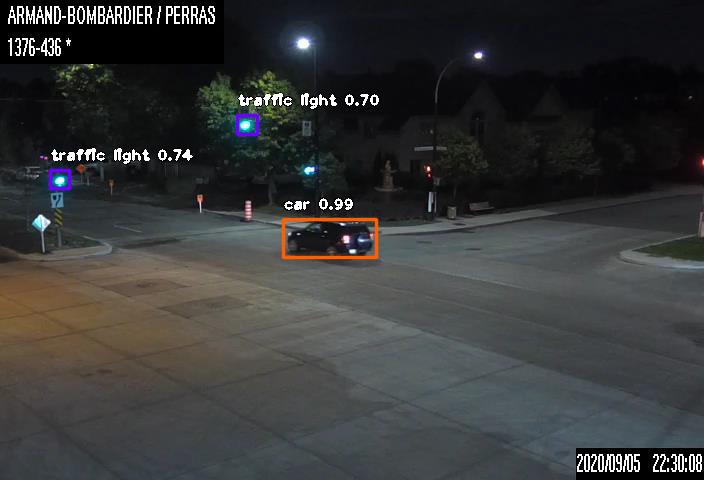 ARMAND-BOMBARDIER / PERRAS
1376-436 *
traffic light 0.70
traffic light 0.74
car 0.99
2020/09/05 22:30:08